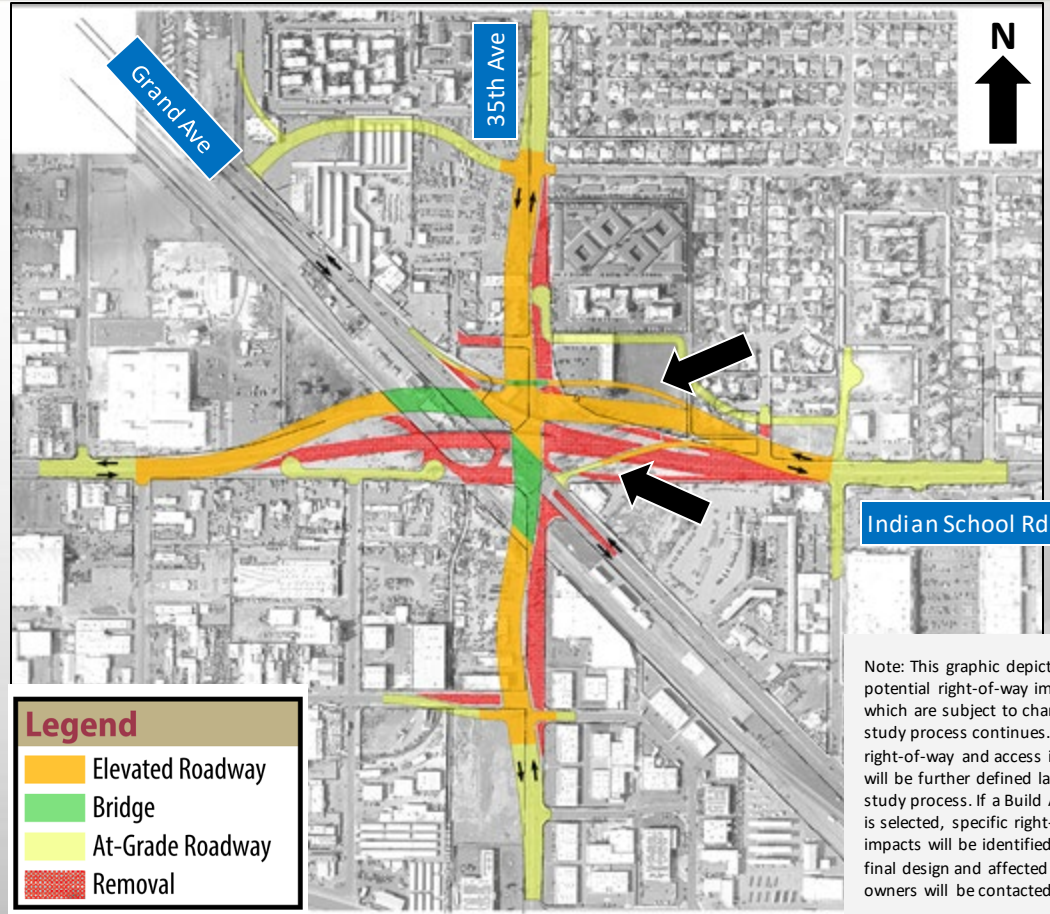 N
Grand Ave
35th Ave
Indian School Rd
Note: This graphic depict
potential right-of-way im
which are subject to char
study process continues.
right-of-way and access i
will be further defined la
study process. If a Build A
is selected, specific right-
impacts will be identified
final design and affected
owners will be contacted
Legend
Elevated Roadway
Bridge
At-Grade Roadway
Removal